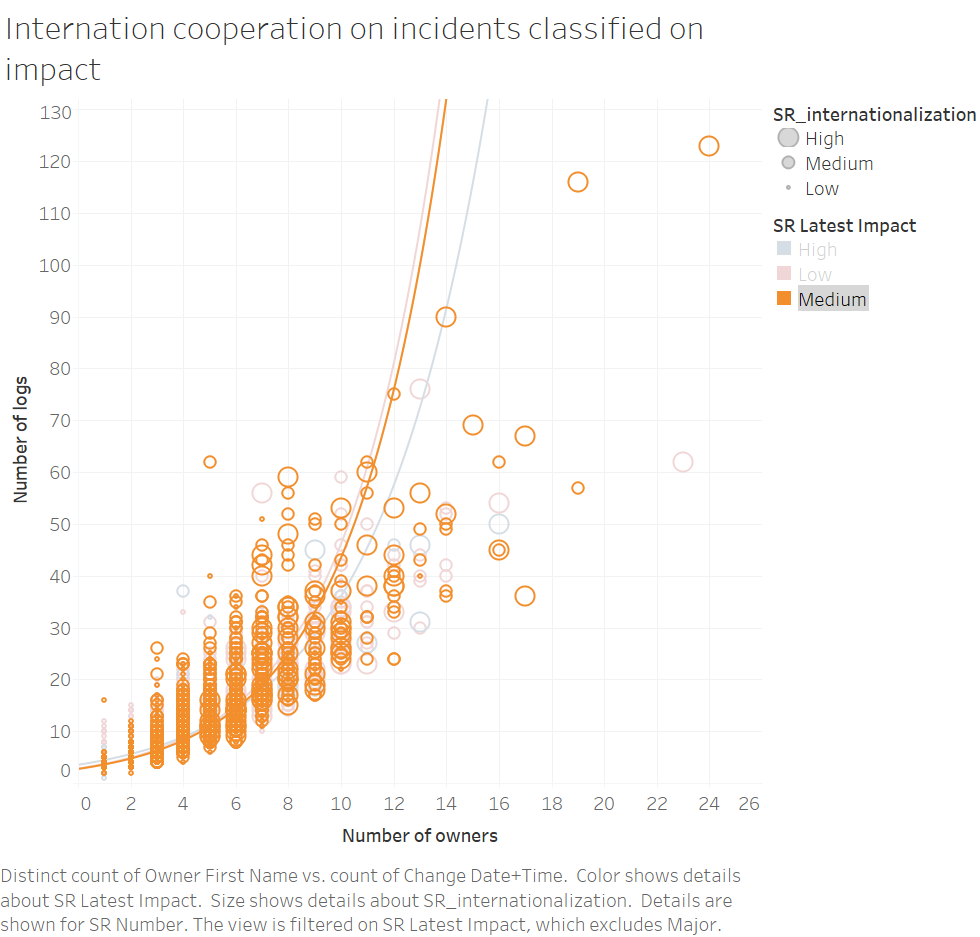 Internation cooperation on incidents classified on
impact
130
120
110
100
90
80
70
60
50
40
30
20
10
0
Number of logs
0 2 4 6 8 10 12 14 16 18 20 22 24 26
Number of owners
SR_internationalization
High
Medium
Low
SR Latest Impact
High
Low
Medium
Distinct count of Owner First Name vs. count of Change Date+Time.  Color shows details
about SR Latest Impact.  Size shows details about SR_internationalization.  Details are
shown for SR Number. The view is filtered on SR Latest Impact, which excludes Major.